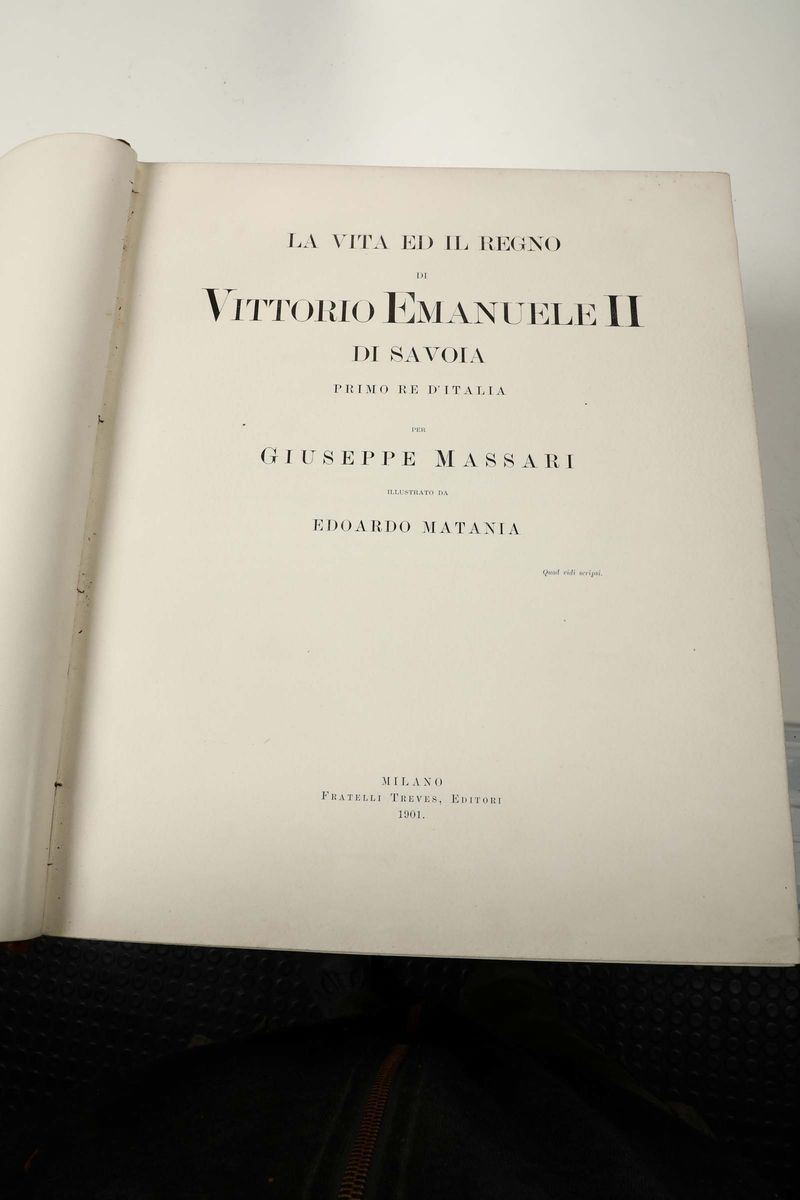 LA VITA ED IL REGNO
DI
VITTORIO EMANUELE II
DI SAVOIA
PRIMO RE D'ITALIA
PER
GIUSEPPE MASSARI
ILLUSTRATO DA
EDOARDO MATANIA
Quod vidi scripsi.
MILANO
FRATELLI TREVES, EDITORI
1901.